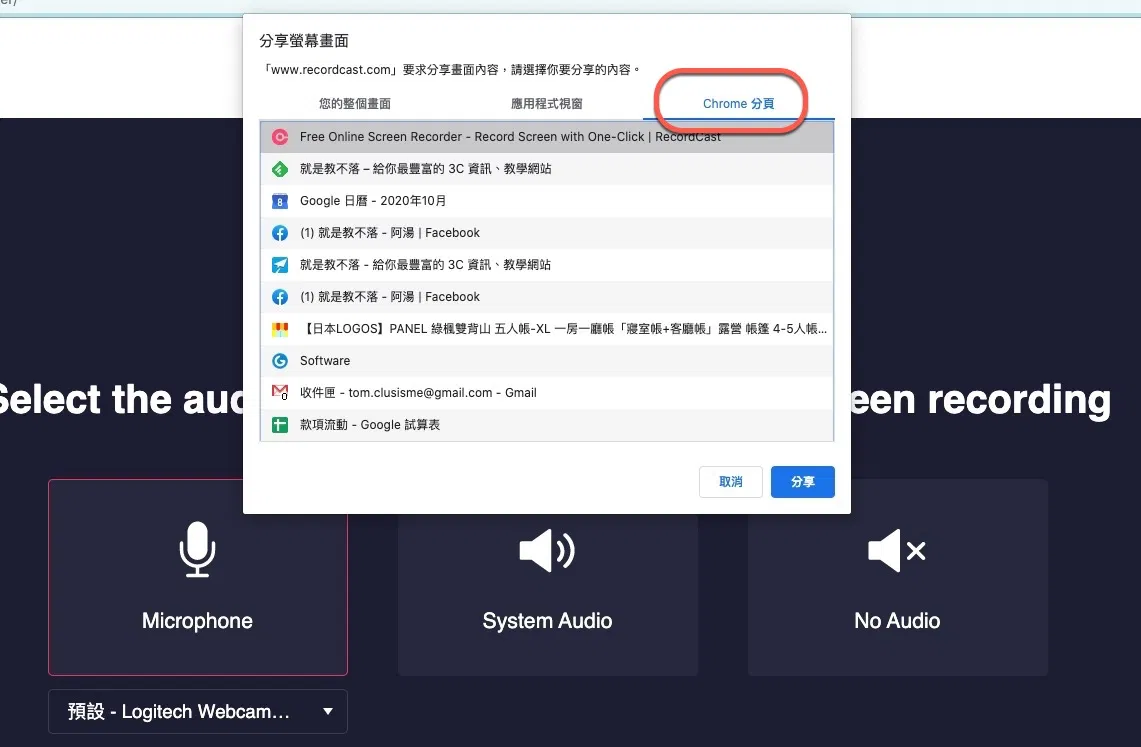 分享螢幕畫面
「www.recordcast.com」要求分享畫面內容，請選擇你要分享的內容。
您的整個畫面 應用程式視窗 Chrome 分頁
Free Online Screen Recorder - Record Screen with One-Click | RecordCast
就是教不落 – 給你最豐富的 3C 資訊、教學網站
Google 日曆 - 2020年10月
(1) 就是教不落 - 阿湯 | Facebook
就是教不落 - 給你最豐富的 3C 資訊、教學網站
(1) 就是教不落 - 阿湯 | Facebook
【日本LOGOS】PANEL 綠楓雙背山 五人帳-XL 一房一廳帳「寢室帳+客廳帳」露營 帳篷 4-5人帳...
Software
收件匣 - tom.clusisme@gmail.com - Gmail
款項流動 - Google 試算表
取消 分享
Select the aud een recording
Microphone System Audio No Audio
預設 - Logitech Webcam...